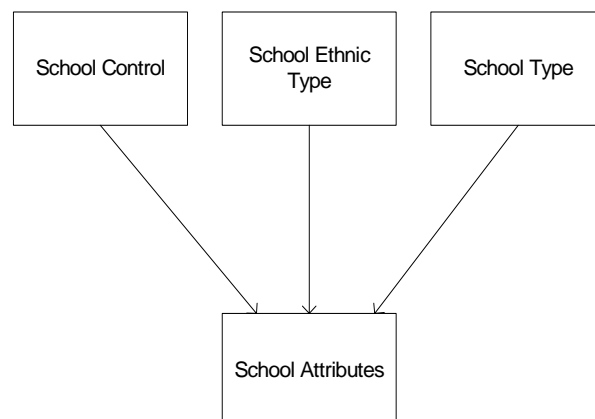 School Control
School Ethnic
Type
School Type
School Attributes